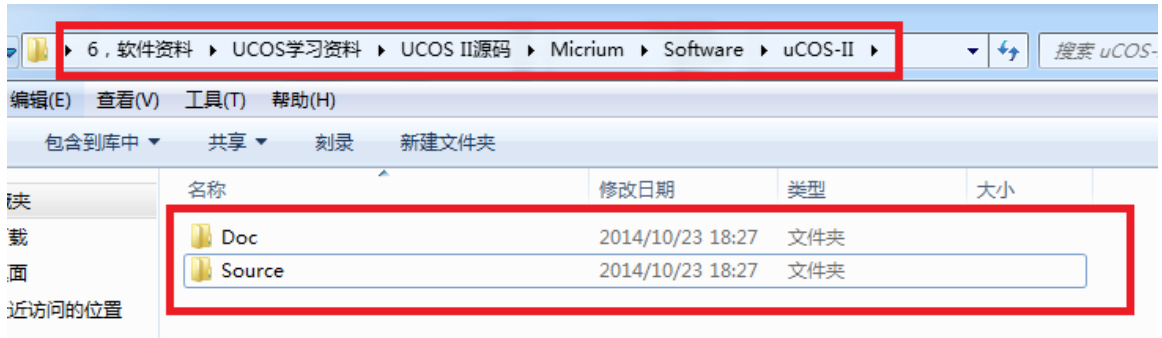 6，软件资料 ▸ UCOS学习资料 ▸ UCOS II源码 ▸ Micrium ▸ Software ▸ uCOS-II ▸ 搜索 uCOS-
编辑(E) 查看(V) 工具(T) 帮助(H)
包含到库中 共享 刻录 新建文件夹
名称 修改日期 类型 大小
夹
载
Doc 2014/10/23 18:27 文件夹
面
Source 2014/10/23 18:27 文件夹
近访问的位置